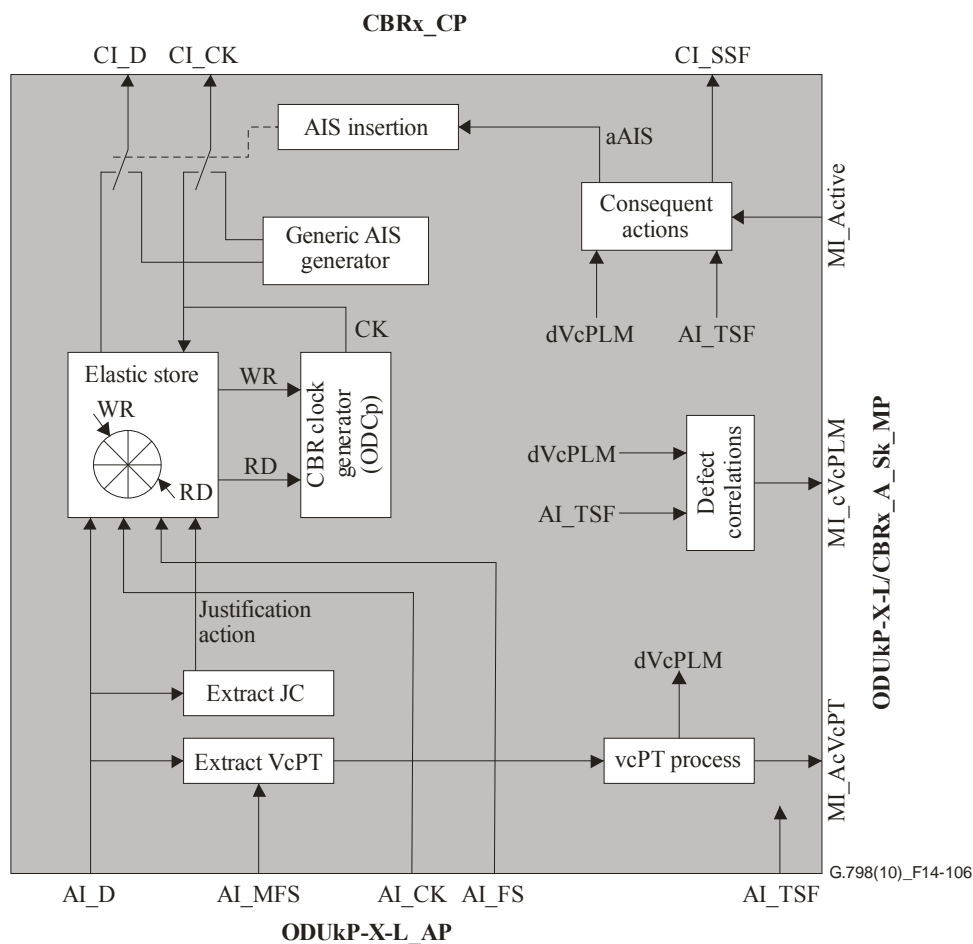 CBRx_CP
CI_D
CI_CK
CI_SSF
AIS insertion
aAIS
Consequent
actions
MI_Active
Generic AIS
generator
dVcPLM
AI_TSF
CK
Elastic store
WR
RD
WR
RD
CBR clock
generator
(ODCp)
dVcPLM
AI_TSF
Defect
correlations
MI_cVcPLM
ODUkP-X-L/CBRx_A_Sk_MP
Justification
action
Extract JC
Extract VcPT
dVcPLM
vcPT process
MI_AcVcPT
G.798(10)_F14-106
AI_D
AI_MFS
AI_CK
AI_FS
AI_TSF
ODUkP-X-L_AP